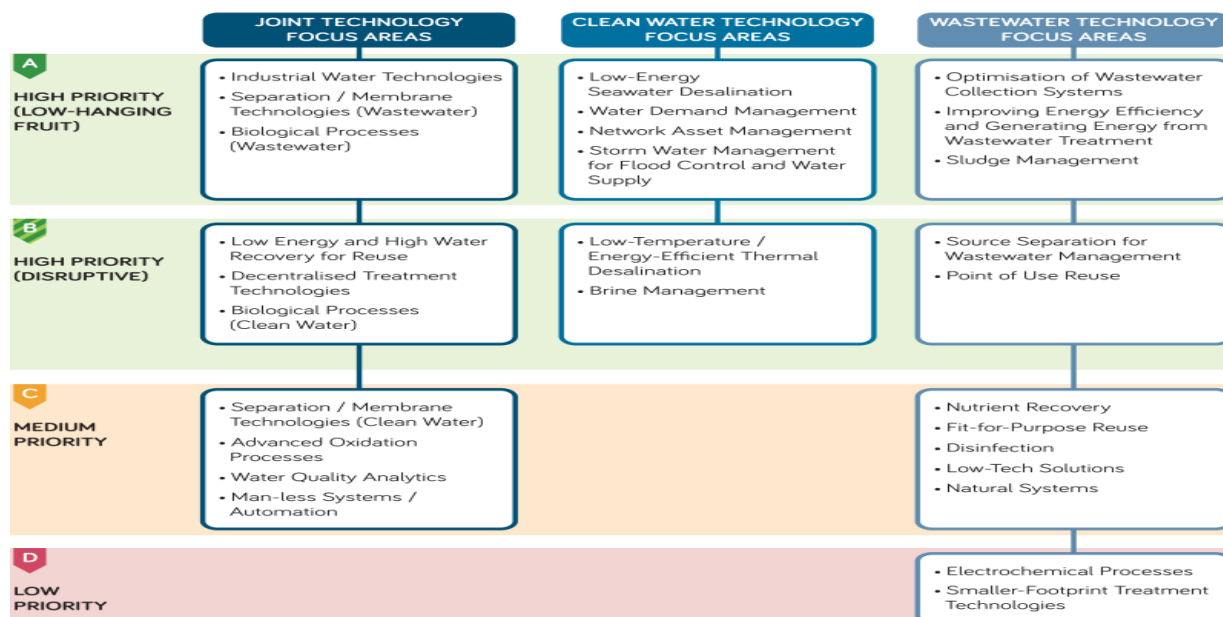 JOINT TECHNOLOGY
FOCUS AREAS
CLEAN WATER TECHNOLOGY
FOCUS AREAS
WASTEWATER TECHNOLOGY
FOCUS AREAS
A
HIGH PRIORITY
(LOW-HANGING
FRUIT)
• Industrial Water Technologies
• Separation / Membrane
Technologies (Wastewater)
• Biological Processes
(Wastewater)
• Low-Energy
Seawater Desalination
• Water Demand Management
• Network Asset Management
• Storm Water Management
for Flood Control and Water
Supply
• Optimisation of Wastewater
Collection Systems
• Improving Energy Efficiency
and Generating Energy from
Wastewater Treatment
• Sludge Management
B
HIGH PRIORITY
(DISRUPTIVE)
• Low Energy and High Water
Recovery for Reuse
• Decentralised Treatment
Technologies
• Biological Processes
(Clean Water)
• Low-Temperature /
Energy-Efficient Thermal
Desalination
• Brine Management
• Source Separation for
Wastewater Management
• Point of Use Reuse
C
MEDIUM
PRIORITY
• Separation / Membrane
Technologies (Clean Water)
• Advanced Oxidation
Processes
• Water Quality Analytics
• Man-less Systems /
Automation
• Nutrient Recovery
• Fit-for-Purpose Reuse
• Disinfection
• Low-Tech Solutions
• Natural Systems
D
LOW
PRIORITY
• Electrochemical Processes
• Smaller-Footprint Treatment
Technologies